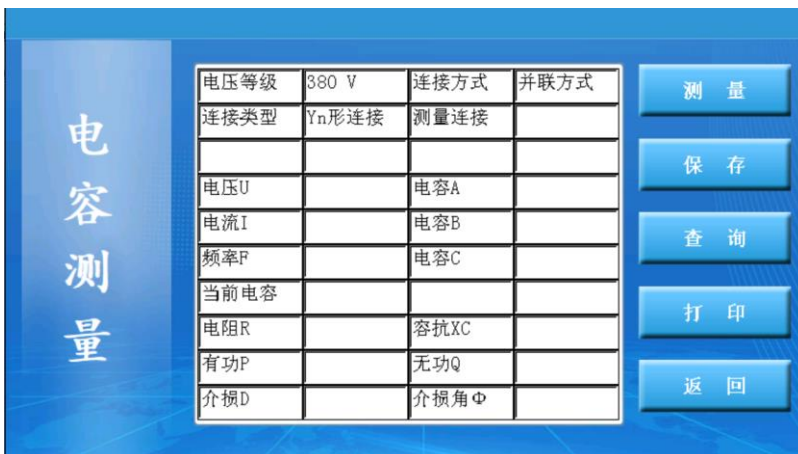 电容测量
电压等级 380 V 连接方式 并联方式
连接类型 Yn形连接 测量连接
电压U 电容A
电流I 电容B
频率F 电容C
当前电容
电阻R 容抗XC
有功P 无功Q
介损D 介损角Φ
测 量
保 存
查 询
打 印
返 回